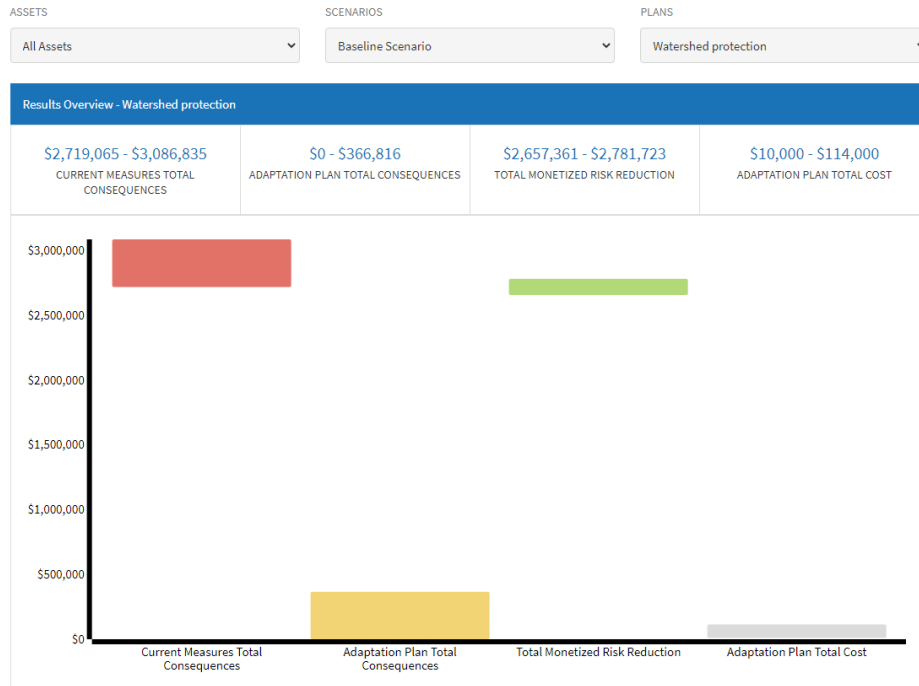 ASSETS
SCENARIOS
PLANS
All Assets
Baseline Scenario
Watershed protection
Results Overview - Watershed protection
$2,719,065 - $3,086,835
CURRENT MEASURES TOTAL
CONSEQUENCES
$0 - $366,816
ADAPTATION PLAN TOTAL CONSEQUENCES
$2,657,361 - $2,781,723
TOTAL MONETIZED RISK REDUCTION
$10,000 - $114,000
ADAPTATION PLAN TOTAL COST
$3,000,000
$2,500,000
$2,000,000
$1,500,000
$1,000,000
$500,000
$0
Current Measures Total
Consequences
Adaptation Plan Total
Consequences
Total Monetized Risk Reduction
Adaptation Plan Total Cost